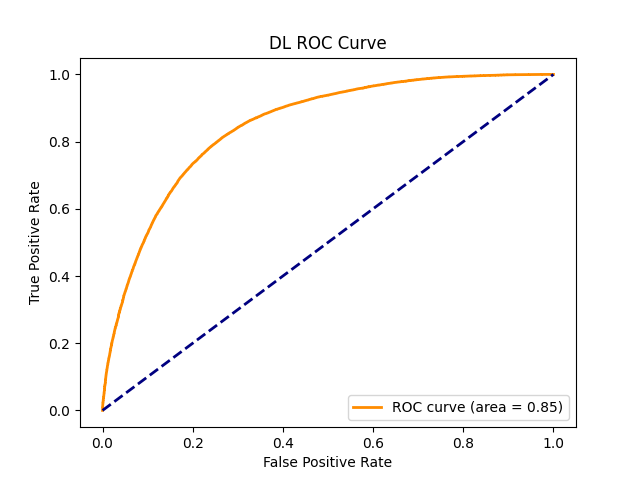 DL ROC Curve
True Positive Rate
1.0
0.8
0.6
0.4
0.2
0.0
ROC curve (area = 0.85)
0.0 0.2 0.4 0.6 0.8 1.0
False Positive Rate